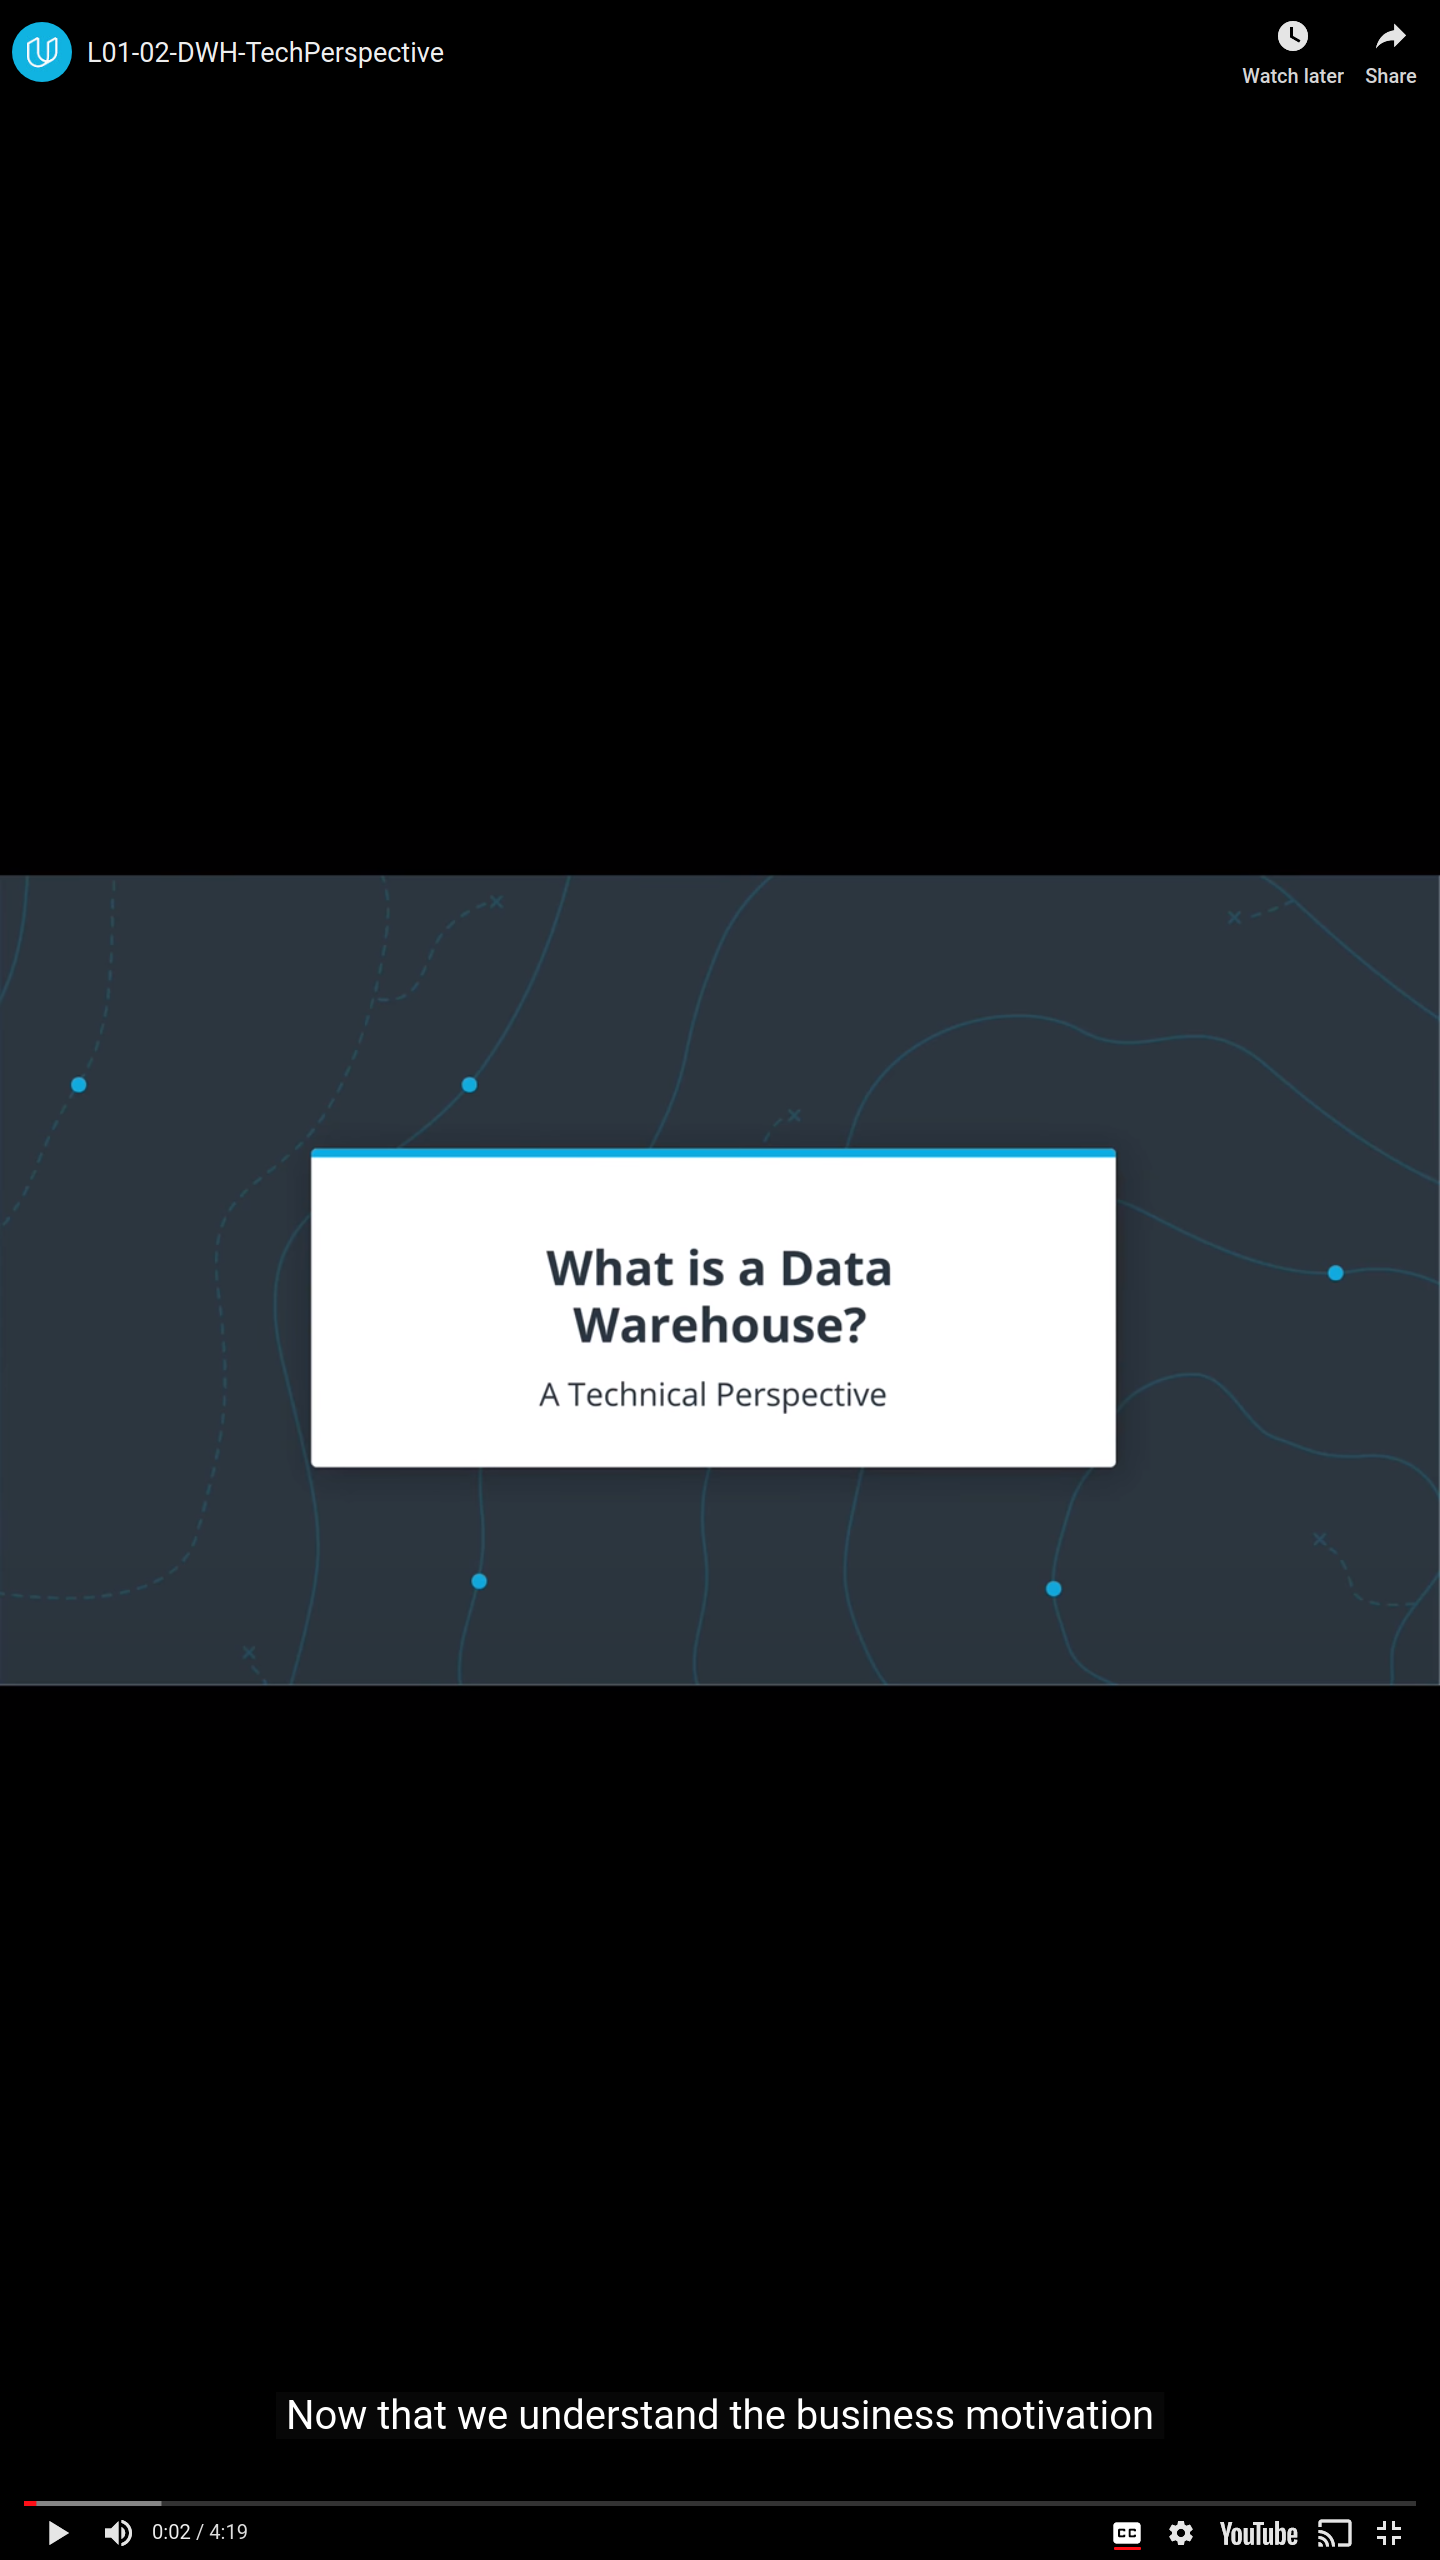 L01-02-DWH-TechPerspective
Watch later
Share
What is a Data
Warehouse?
A Technical Perspective
Now that we understand the business motivation
0:02 / 4:19
CC
YouTube